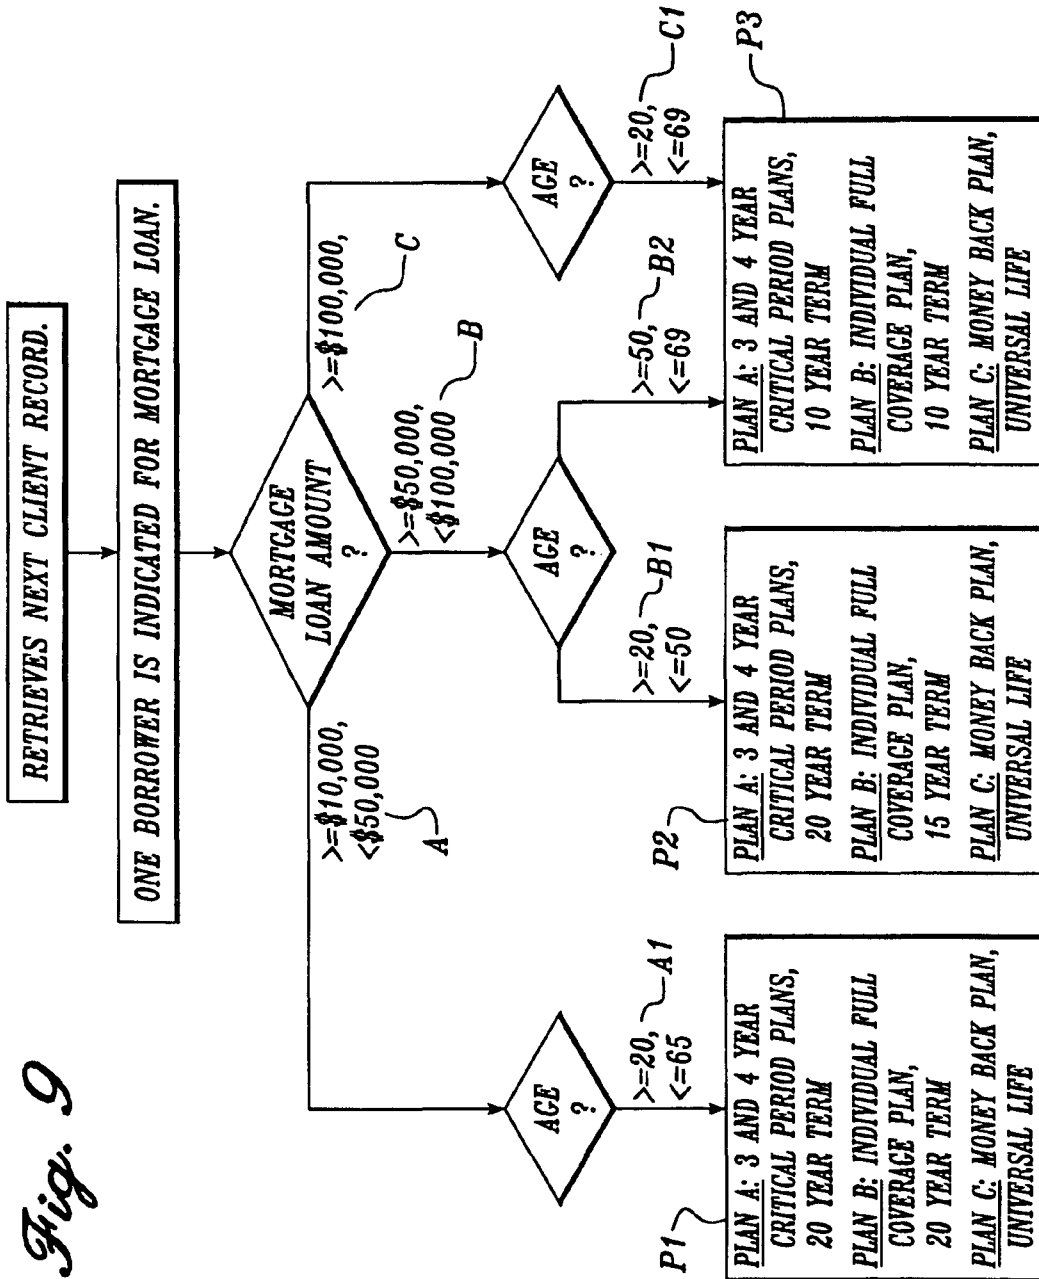 Fig. 9
RETRIEVES NEXT CLIENT RECORD.
ONE BORROWER IS INDICATED FOR MORTGAGE LOAN.
MORTGAGE
LOAN AMOUNT
?
>=$10,000,
<$50,000
A
>=$50,000,
<$100,000
B
>=$100,000,
C
AGE
?
>=20,
<=65
A1
AGE
?
>=20,
<=50
B1
>=50,
<=69
B2
AGE
?
>=20,
<=69
C1
P1
PLAN A: 3 AND 4 YEAR
CRITICAL PERIOD PLANS,
20 YEAR TERM
PLAN B: INDIVIDUAL FULL
COVERAGE PLAN,
20 YEAR TERM
PLAN C: MONEY BACK PLAN,
UNIVERSAL LIFE
P2
PLAN A: 3 AND 4 YEAR
CRITICAL PERIOD PLANS,
20 YEAR TERM
PLAN B: INDIVIDUAL FULL
COVERAGE PLAN,
15 YEAR TERM
PLAN C: MONEY BACK PLAN,
UNIVERSAL LIFE
P3
PLAN A: 3 AND 4 YEAR
CRITICAL PERIOD PLANS,
10 YEAR TERM
PLAN B: INDIVIDUAL FULL
COVERAGE PLAN,
10 YEAR TERM
PLAN C: MONEY BACK PLAN,
UNIVERSAL LIFE